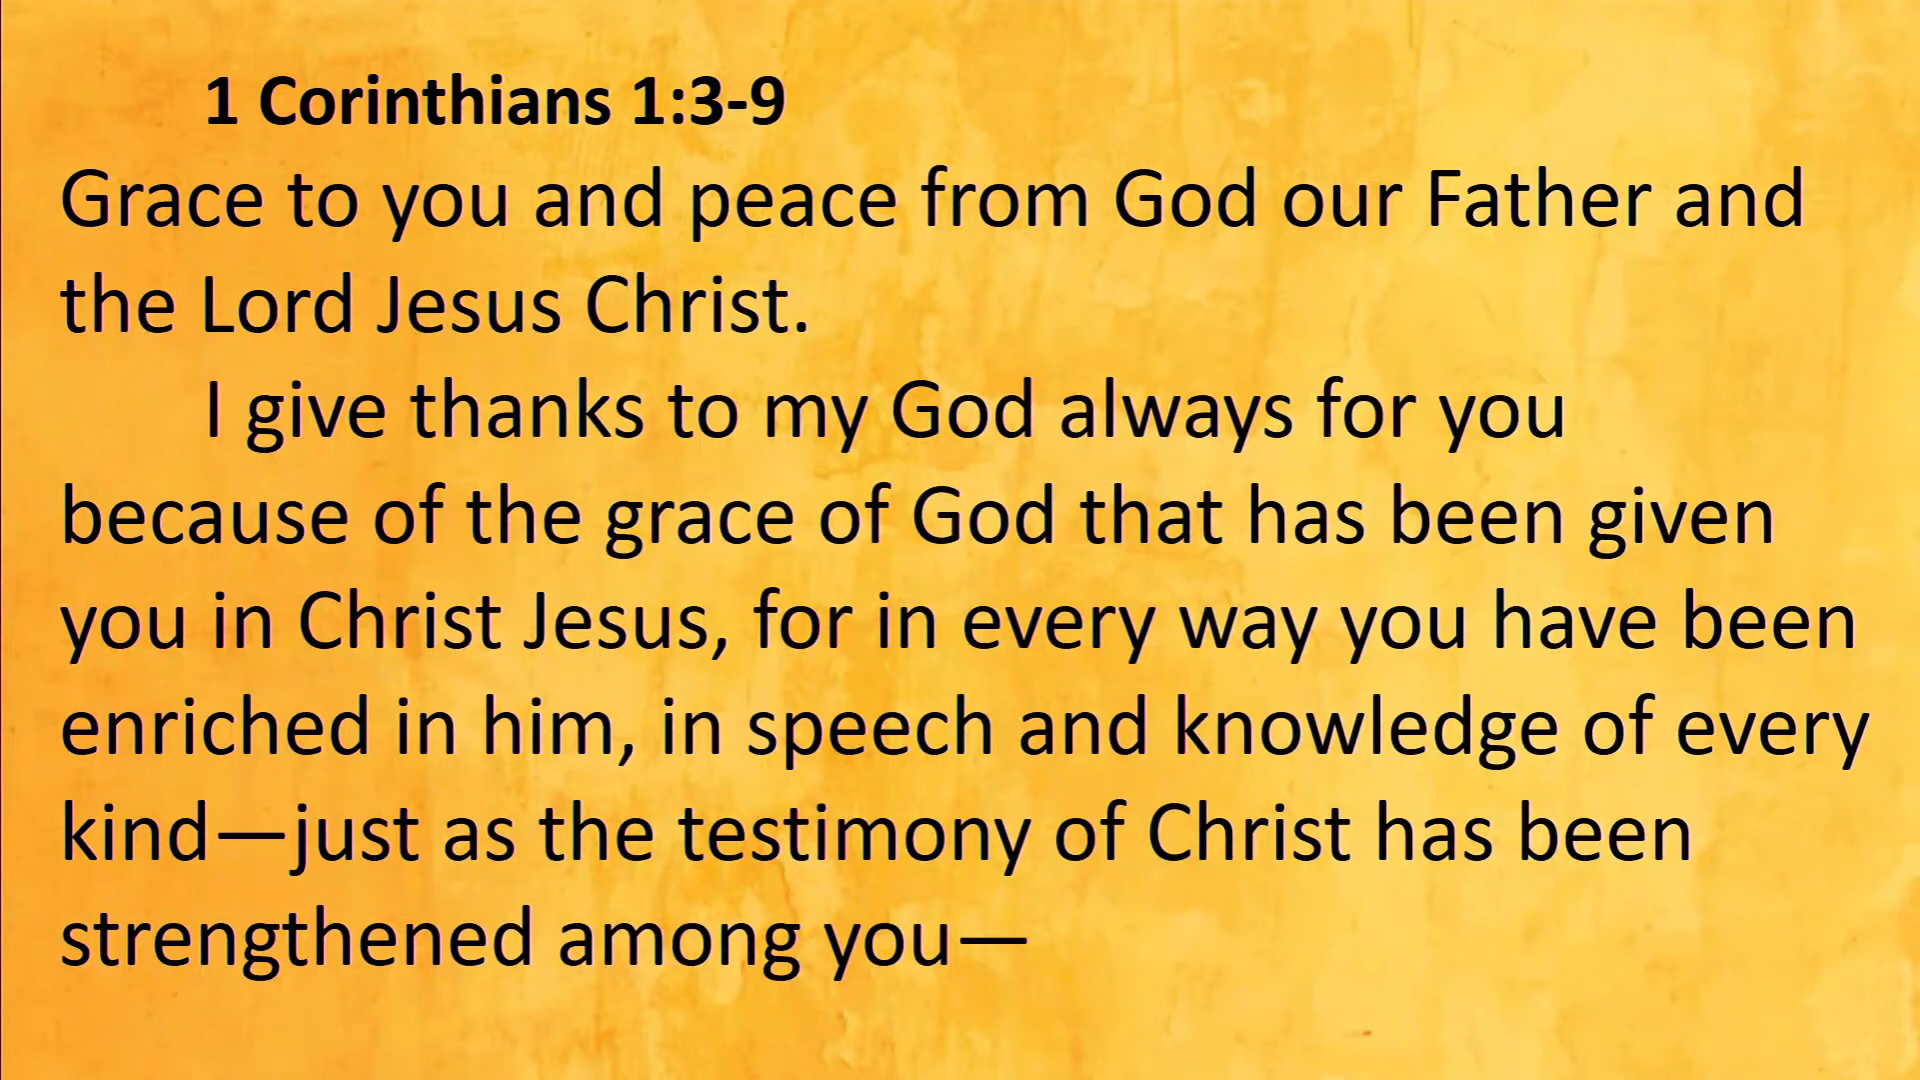 1 Corinthians 1:3-9
Grace to you and peace from God our Father and
the Lord Jesus Christ.
I give thanks to my God always for you
because of the grace of God that has been given
you in Christ Jesus, for in every way you have been
enriched in him, in speech and knowledge of every
kind—just as the testimony of Christ has been
strengthened among you—